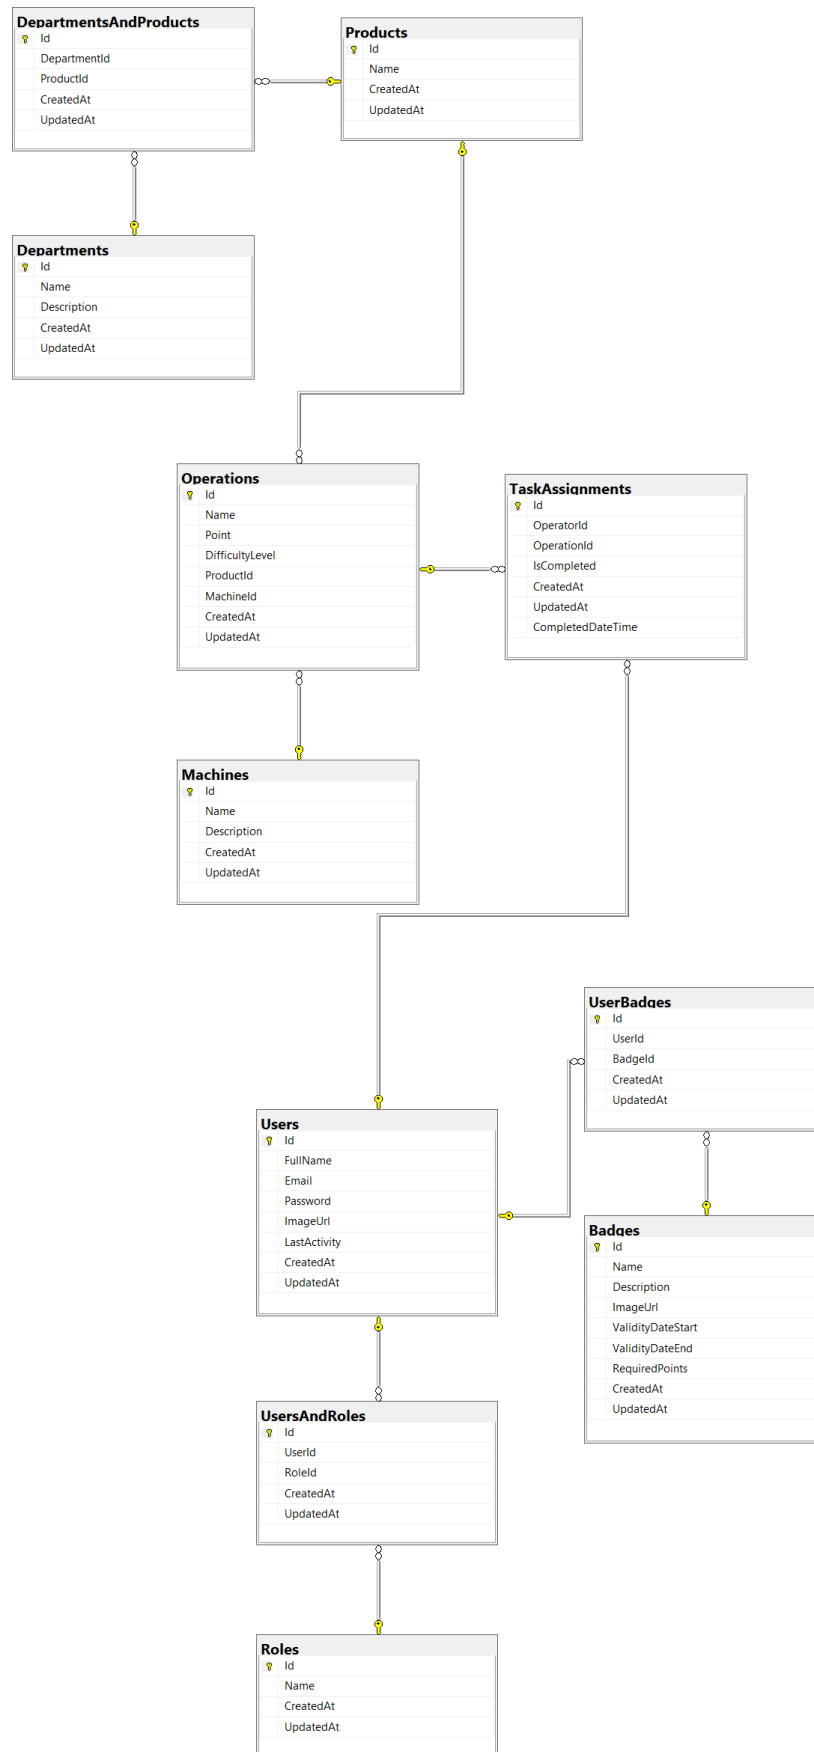 DepartmentsAndProducts
Id
DepartmentId
ProductId
CreatedAt
UpdatedAt
Products
Id
Name
CreatedAt
UpdatedAt
Departments
Id
Name
Description
CreatedAt
UpdatedAt
Operations
Id
Name
Point
DifficultyLevel
ProductId
MachineId
CreatedAt
UpdatedAt
TaskAssignments
Id
OperatorId
OperationId
IsCompleted
CreatedAt
UpdatedAt
CompletedDateTime
Machines
Id
Name
Description
CreatedAt
UpdatedAt
UserBadges
Id
UserId
BadgeId
CreatedAt
UpdatedAt
Users
Id
FullName
Email
Password
ImageUrl
LastActivity
CreatedAt
UpdatedAt
Badges
Id
Name
Description
ImageUrl
ValidityDateStart
ValidityDateEnd
RequiredPoints
CreatedAt
UpdatedAt
UsersAndRoles
Id
UserId
RoleId
CreatedAt
UpdatedAt
Roles
Id
Name
CreatedAt
UpdatedAt